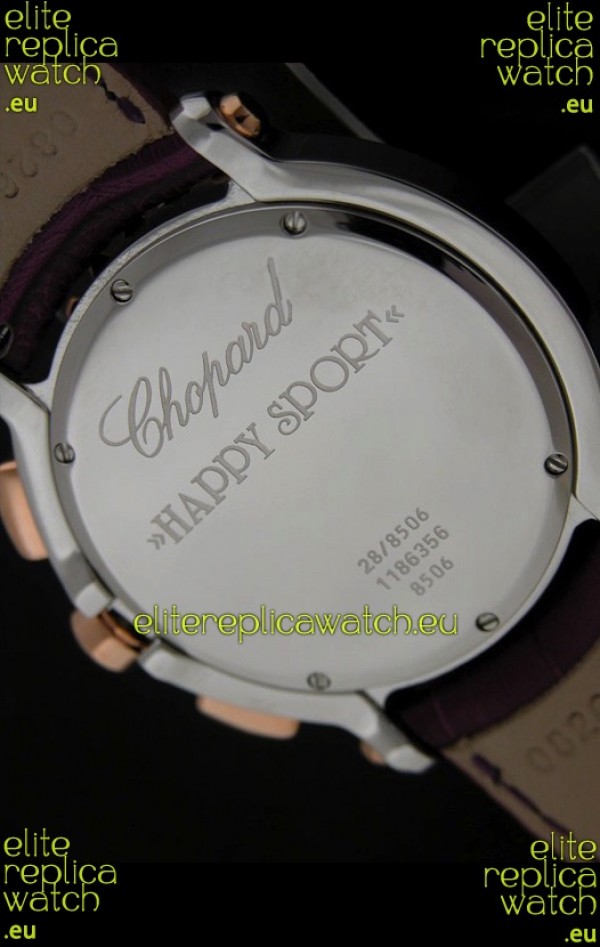 elite
replica
watch
.eu
elite
replica
watch
.eu
Chopard
»HAPPY SPORT«
28/8506
1186356
8506
elitereplicawatch.eu
elite
replica
watch
.eu
elite
replica
watch
.eu